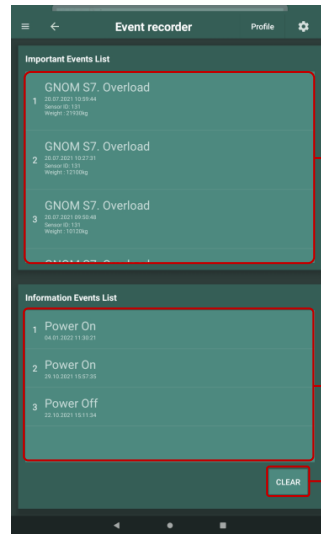 Event recorder
Profile
Important Events List
GNOM S7. Overload
1
20.07.2021 10:59:44
Sensor ID: 131
Weight : 21930kg
GNOM S7. Overload
2
20.07.2021 10:27:31
Sensor ID: 131
Weight : 12100kg
GNOM S7. Overload
3
20.07.2021 09:00:48
Sensor ID: 131
Weight : 10120kg
Information Events List
1 Power On
04.01.2022 11:30:21
2 Power On
29.10.2021 15:57:35
3 Power Off
22.10.2021 15:11:34
CLEAR